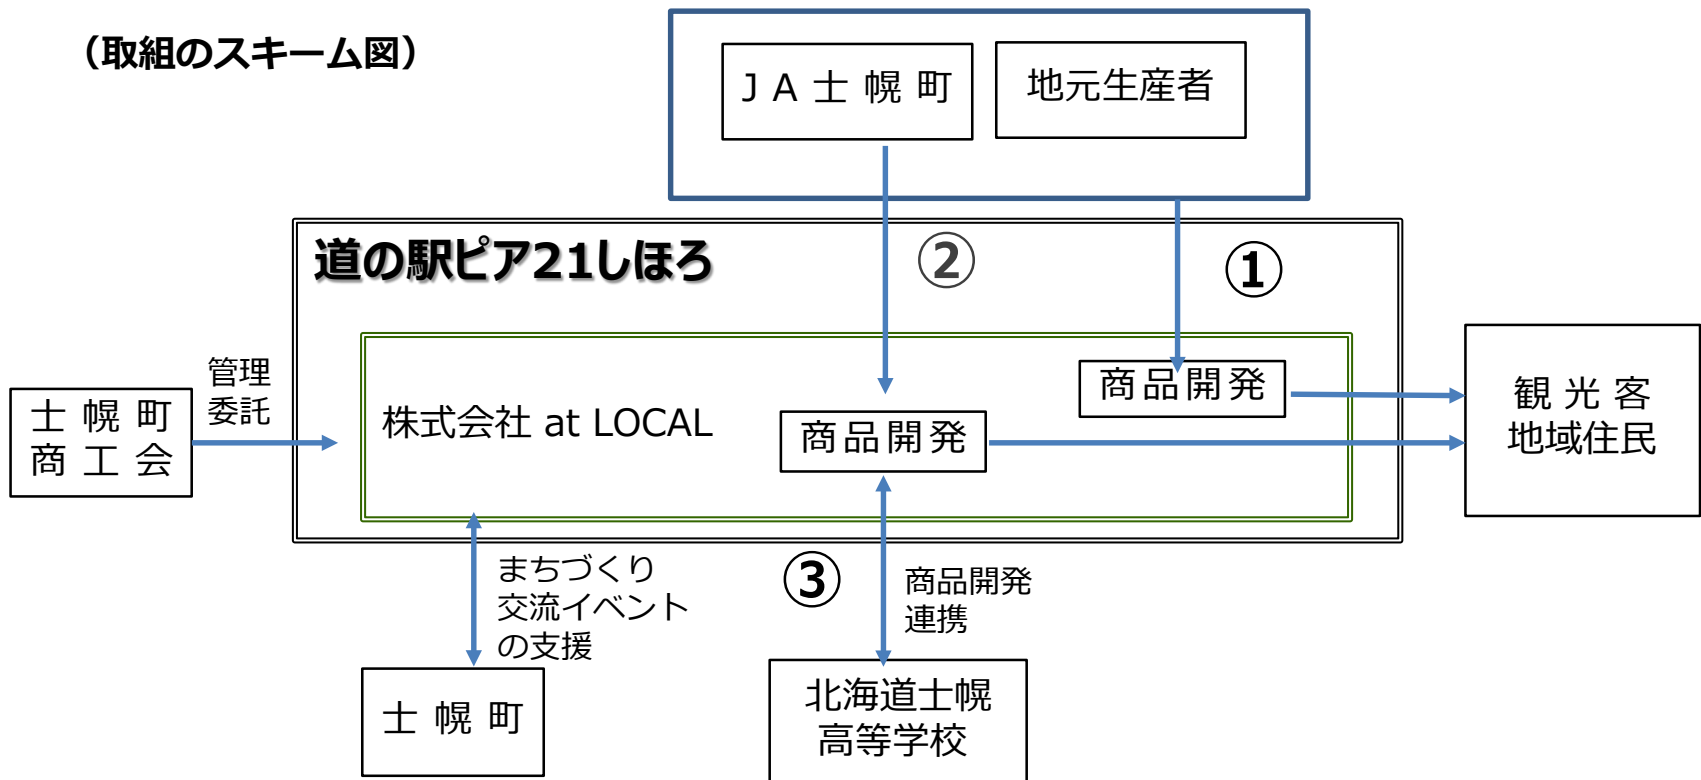 （取組のスキーム図）
ＪＡ士幌町
地元生産者
道の駅ピア21しほろ
②
①
管理
委託
士幌町
商工会
株式会社 at LOCAL
商品開発
商品開発
観光客
地域住民
まちづくり
交流イベント
の支援
③
商品開発
連携
士幌町
北海道士幌
高等学校